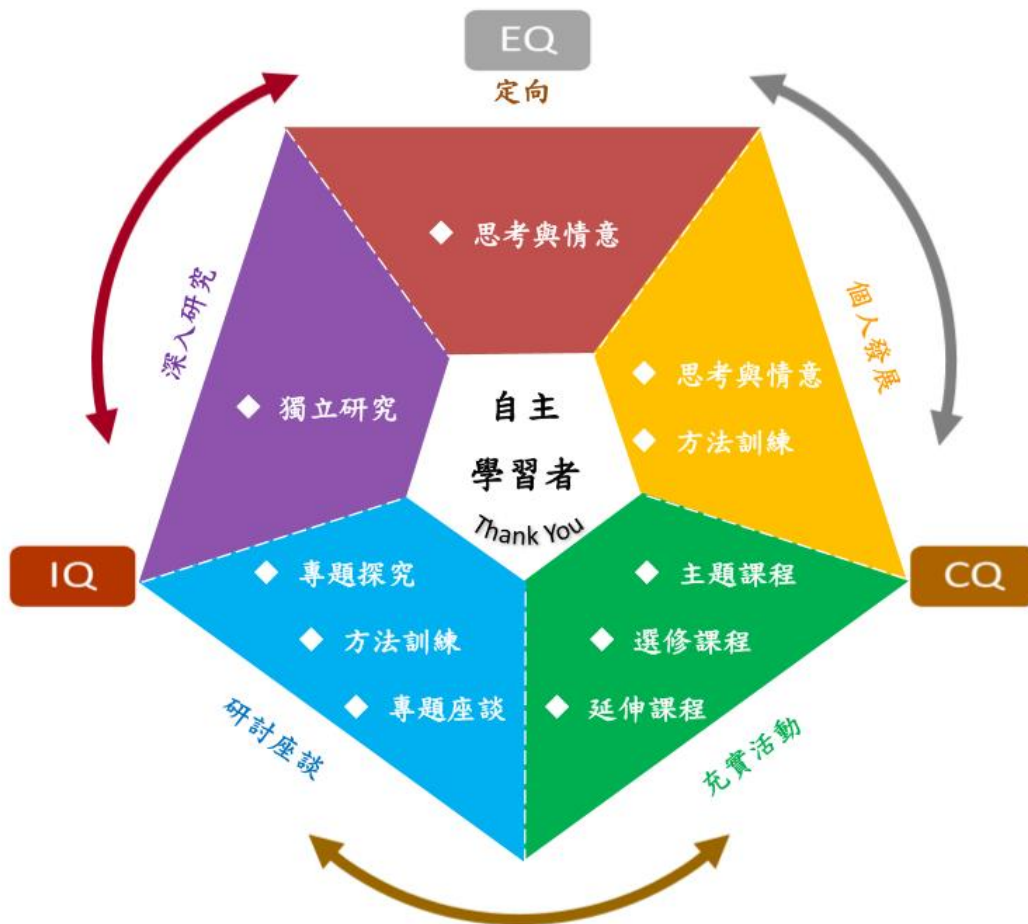 EQ
定向
◆ 思考與情意
個人發展
◆ 思考與情意
◆ 方法訓練
深入研究
◆ 獨立研究
自主
學習者
Thank You
IQ
CQ
◆ 專題探究
◆ 方法訓練
◆ 專題座談
研討座談
◆ 主題課程
◆ 選修課程
◆ 延伸課程
充實活動